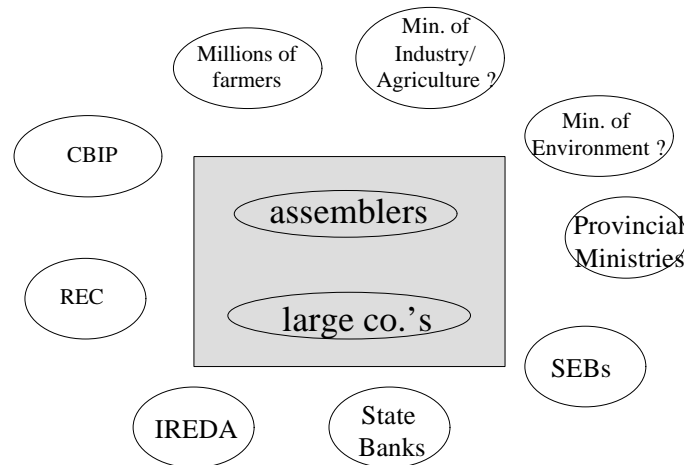 Millions of
farmers
Min. of
Industry/
Agriculture ?
CBIP
Min. of
Environment ?
assemblers
Provincial
Ministries
REC
large co.'s
SEBs
IREDA
State
Banks